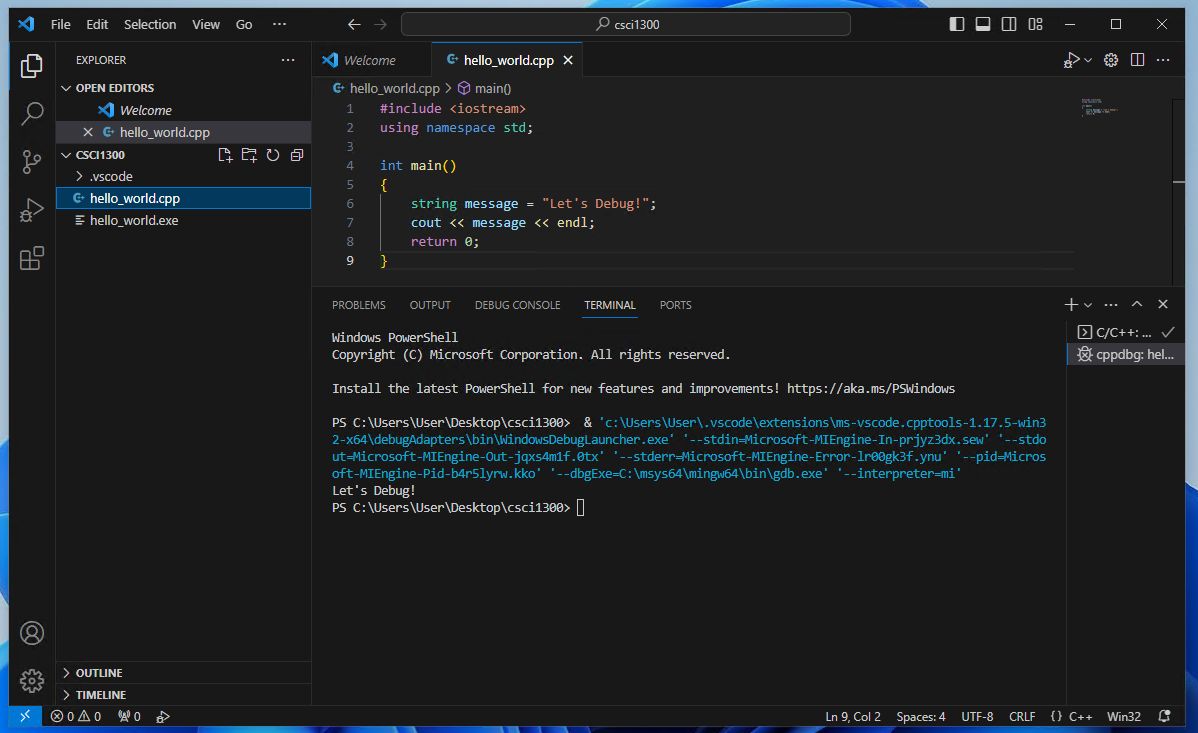 File Edit Selection View Go ··· csci1300
EXPLORER ···
OPEN EDITORS
Welcome
hello_world.cpp
CSCI1300
.vscode
hello_world.cpp
hello_world.exe
OUTLINE
TIMELINE
Welcome hello_world.cpp
hello_world.cpp > main()
1 #include <iostream>
2 using namespace std;
3
4 int main()
5 {
6 string message = "Let's Debug!";
7 cout << message << endl;
8 return 0;
9 }
PROBLEMS OUTPUT DEBUG CONSOLE TERMINAL PORTS
Windows PowerShell
Copyright (C) Microsoft Corporation. All rights reserved.
Install the latest PowerShell for new features and improvements! https://aka.ms/PSWindows
PS C:\Users\User\Desktop\csci1300>  & 'c:\Users\User\.vscode\extensions\ms-vscode.cpptools-1.17.5-win3
2-x64\debugAdapters\bin\WindowsDebugLauncher.exe' '--stdin=Microsoft-MIEngine-In-prjyz3dx.sew' '--stdo
ut=Microsoft-MIEngine-Out-jqxs4m1f.0tx' '--stderr=Microsoft-MIEngine-Error-lr00gk3f.ynu' '--pid=Micros
oft-MIEngine-Pid-b4r5lyrw.kko' '--dbgExe=C:\msys64\mingw64\bin\gdb.exe' '--interpreter=mi'
Let's Debug!
PS C:\Users\User\Desktop\csci1300>
C/C++: ...
cppdbg: hel...
0 0 0 Ln 9, Col 2 Spaces: 4 UTF-8 CRLF {} C++ Win32